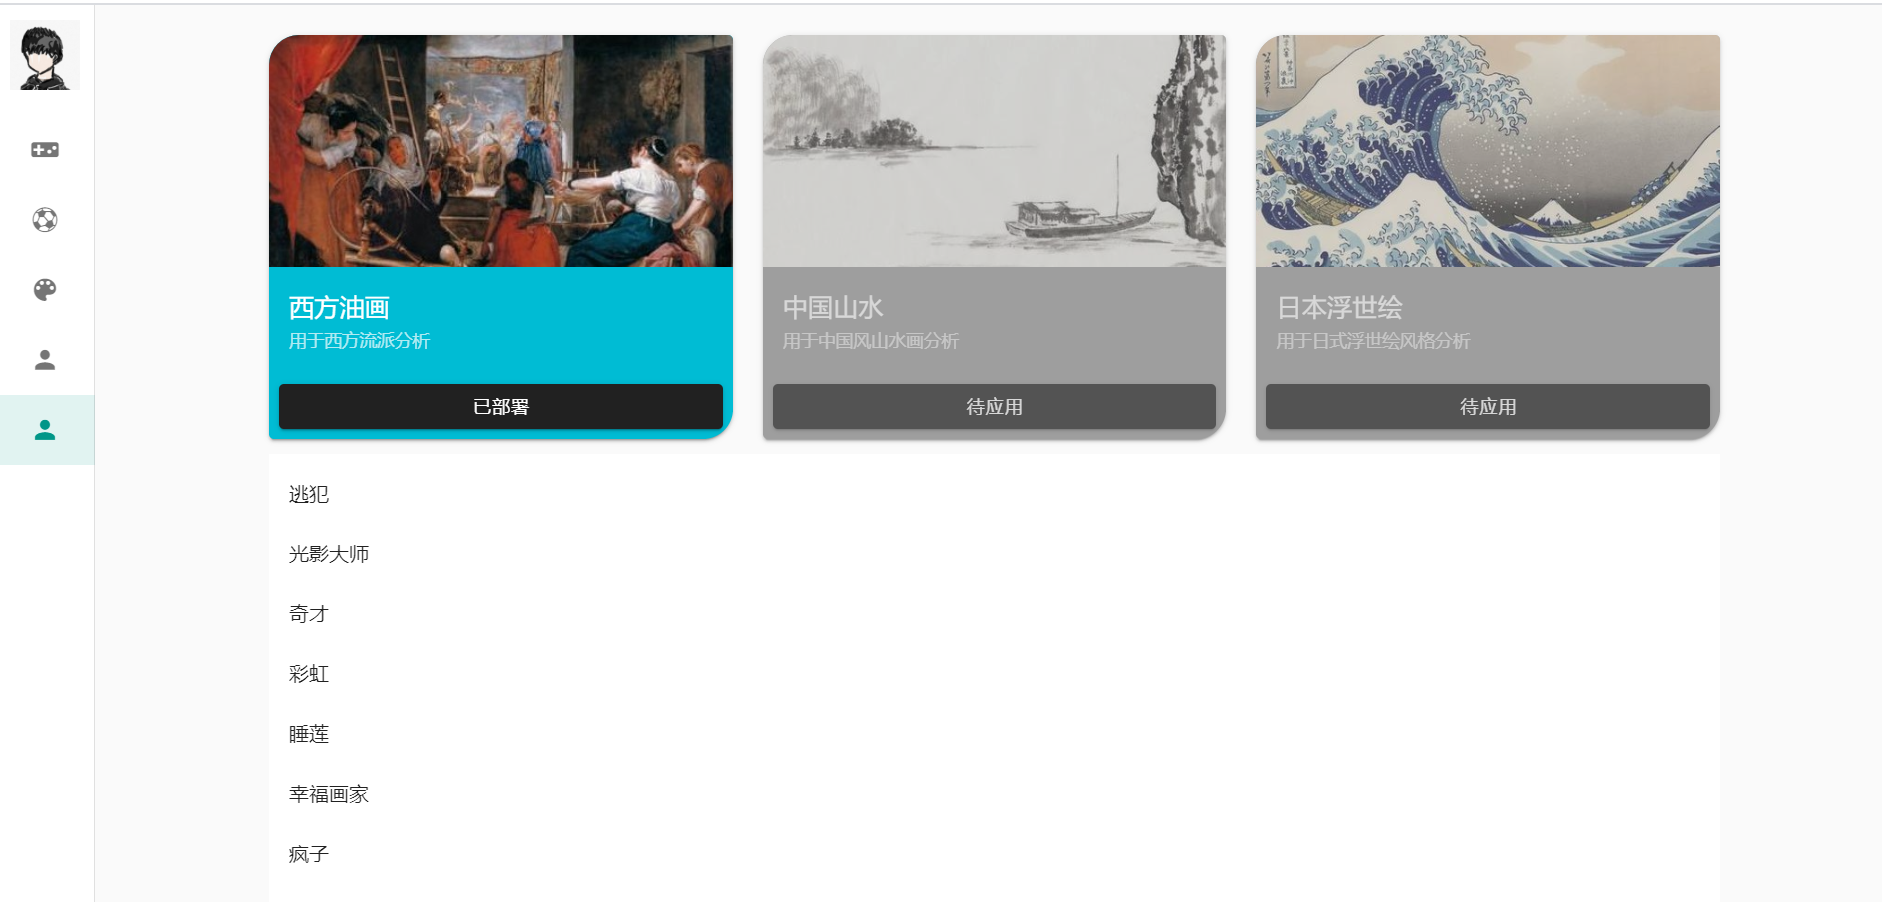 西方油画
用于西方流派分析
已部署
中国山水
用于中国风山水画分析
待应用
日本浮世绘
用于日式浮世绘风格分析
待应用
逃犯
光影大师
奇才
彩虹
睡莲
幸福画家
疯子